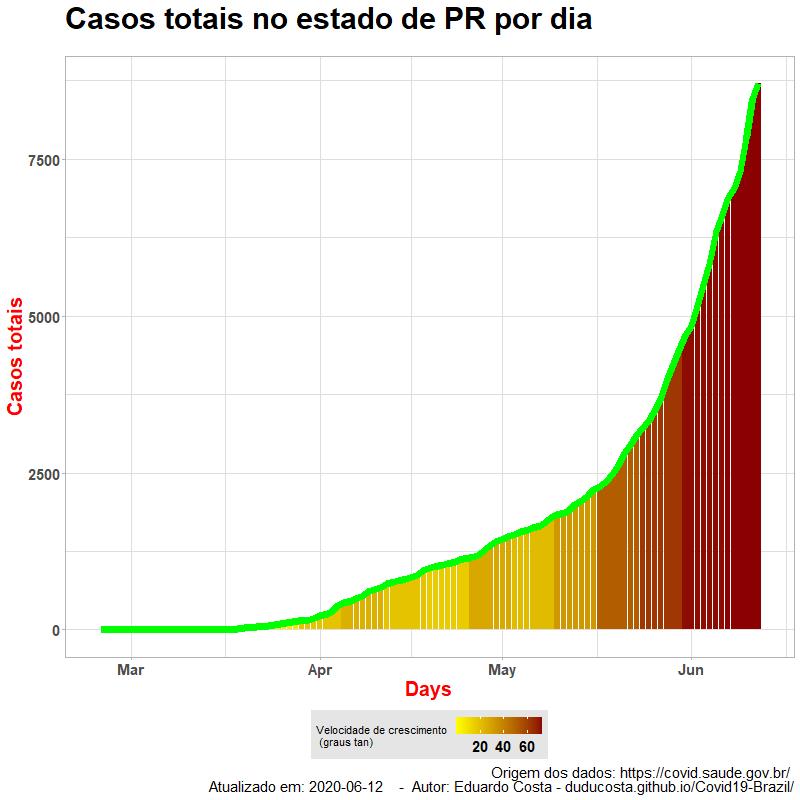 Casos totais no estado de PR por dia
Casos totais
7500
5000
2500
0
Mar Apr May Jun
Days
Velocidade de crescimento
(graus tan)
20 40 60
Origem dos dados: https://covid.saude.gov.br/
Atualizado em: 2020-06-12 - Autor: Eduardo Costa - duducosta.github.io/Covid19-Brazil/